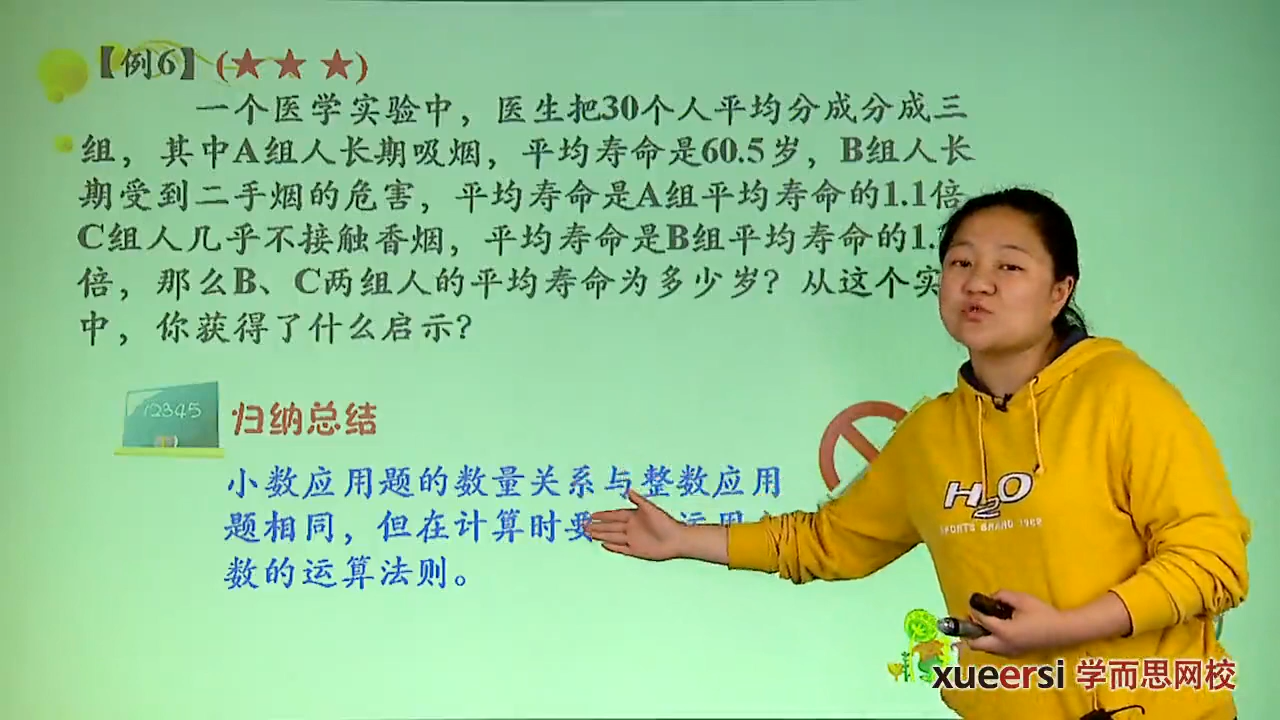 【例6】(★ ★ ★)
一个医学实验中，医生把30个人平均分成分成三
组，其中A组人长期吸烟，平均寿命是60.5岁，B组人长
期受到二手烟的危害，平均寿命是A组平均寿命的1.1倍
C组人几乎不接触香烟，平均寿命是B组平均寿命的1.
倍，那么B、C两组人的平均寿命为多少岁？从这个实
中，你获得了什么启示？
12345
归纳总结
小数应用题的数量关系与整数应用
题相同，但在计算时要 运用
数的运算法则。
H2O
SPORTS BRAND 1982
xueersi 学而思网校